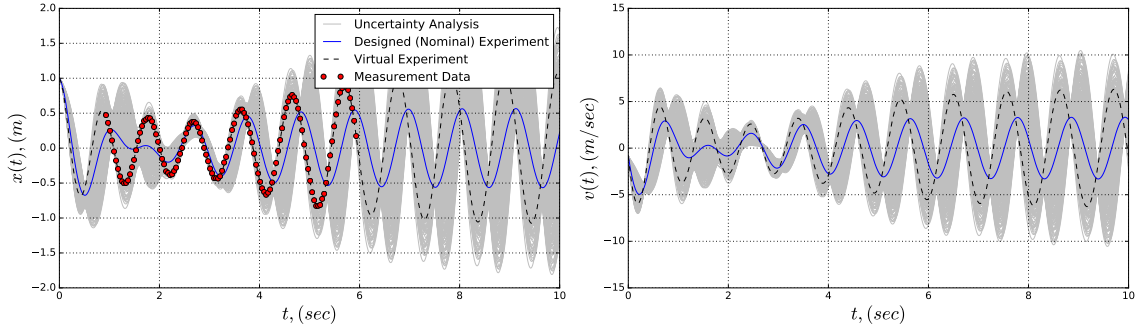 2.0
1.5
1.0
0.5
0.0
−0.5
−1.0
−1.5
−2.0
x(t), (m)
0 2 4 6 8 10
t, (sec)
Uncertainty Analysis
Designed (Nominal) Experiment
Virtual Experiment
Measurement Data
15
10
5
0
−5
−10
−15
v(t), (m/sec)
0 2 4 6 8 10
t, (sec)